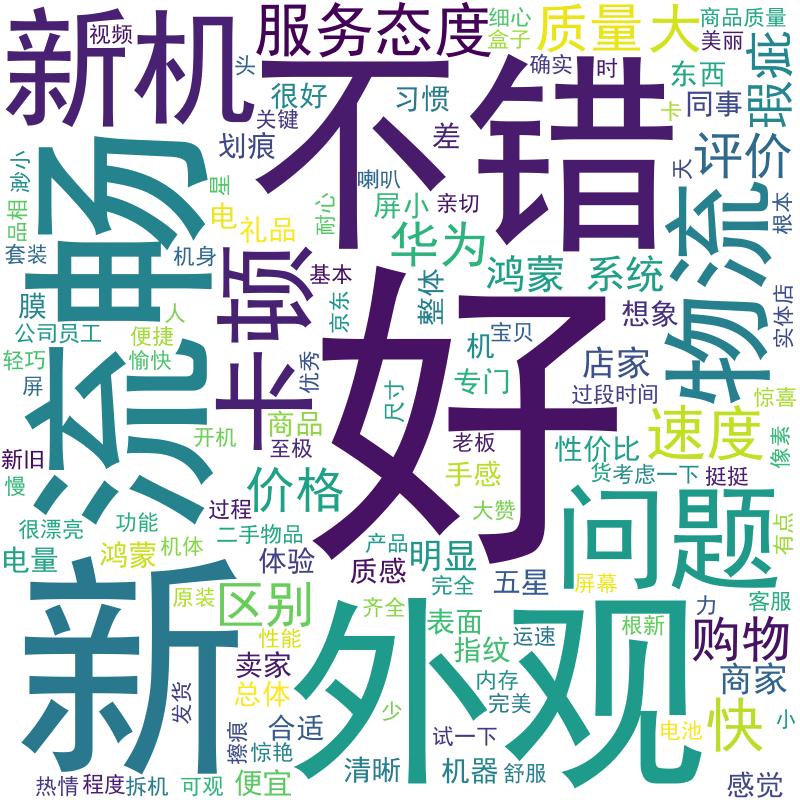 新机
视频
头
服务态度
细心
盒子
质量
大
商品质量
美丽
很好
关键
划痕
习惯
差
不错
确实
时
东西
卡
同事
瑕疵
流畅
渺小
品相
星
电
礼品
套装
机身
耐心
喇叭
屏小
亲切
华为
天
评价
根本
物流
膜
公司员工
人
便捷
卡顿
基本
京东
整体
鸿蒙
系统
想象
实体店
轻巧
愉快
屏
优秀
好
机
宝贝
店家
尺寸
专门
过段时间
惊喜
新旧
开机
商品
至极
老板
性价比
速度
像素
慢
手感
货考虑一下
挺挺
很漂亮
功能
过程
价格
大赞
问题
有点
电量
鸿蒙
机体
二手物品
体验
产品
明显
质感
完全
五星
屏幕
新
原装
区别
齐全
表面
力
客服
性能
外观
指纹
运速
根新
购物
卖家
总体
发货
内存
完美
商家
少
擦痕
惊艳
合适
试一下
电池
快
小
热情
程度
拆机
可观
便宜
清晰
机器
舒服
感觉